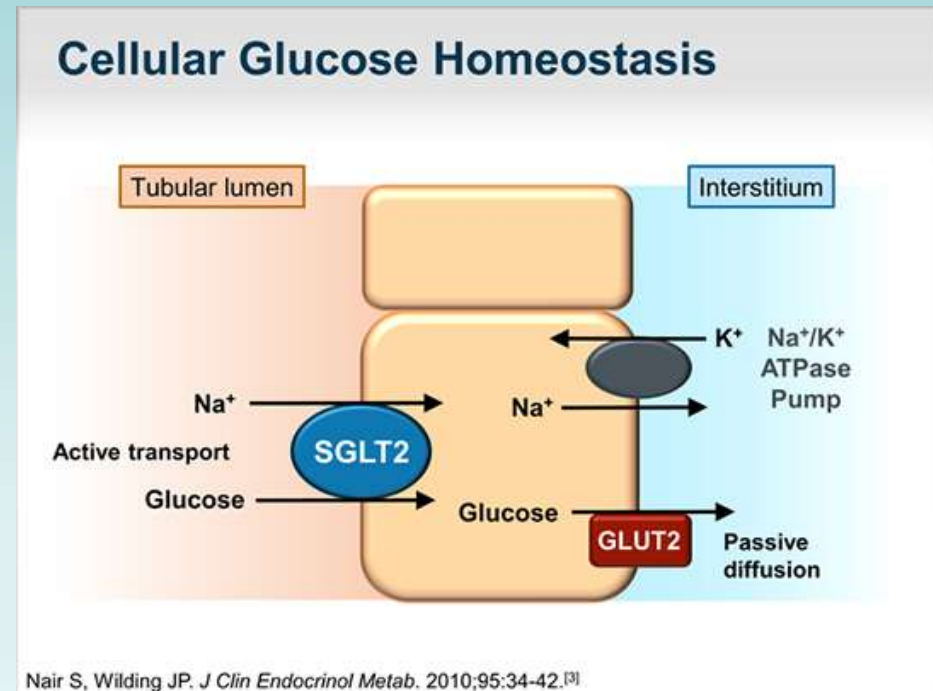 Cellular Glucose Homeostasis
Tubular lumen
Interstitium
K⁺
Na⁺/K⁺
ATPase
Pump
Na⁺
Na⁺
Active transport
SGLT2
Glucose
Glucose
GLUT2
Passive
diffusion
Nair S, Wilding JP. J Clin Endocrinol Metab. 2010;95:34-42.[3]